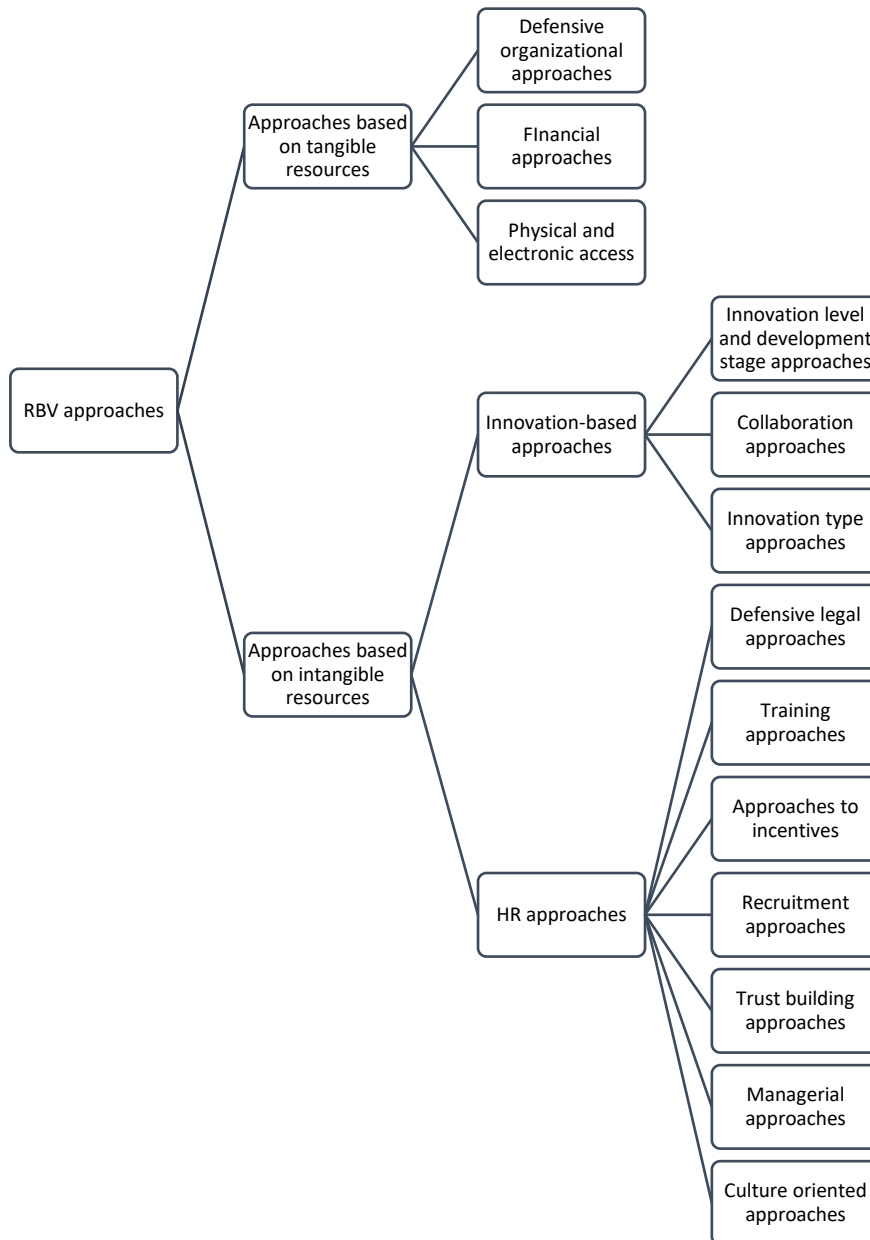 Defensive
organizational
approaches
Approaches based
on tangible
resources
FInancial
approaches
Physical and
electronic access
RBV approaches
Innovation level
and development
stage approaches
Innovation-based
approaches
Collaboration
approaches
Innovation type
approaches
Approaches based
on intangible
resources
Defensive legal
approaches
Training
approaches
Approaches to
incentives
HR approaches
Recruitment
approaches
Trust building
approaches
Managerial
approaches
Culture oriented
approaches